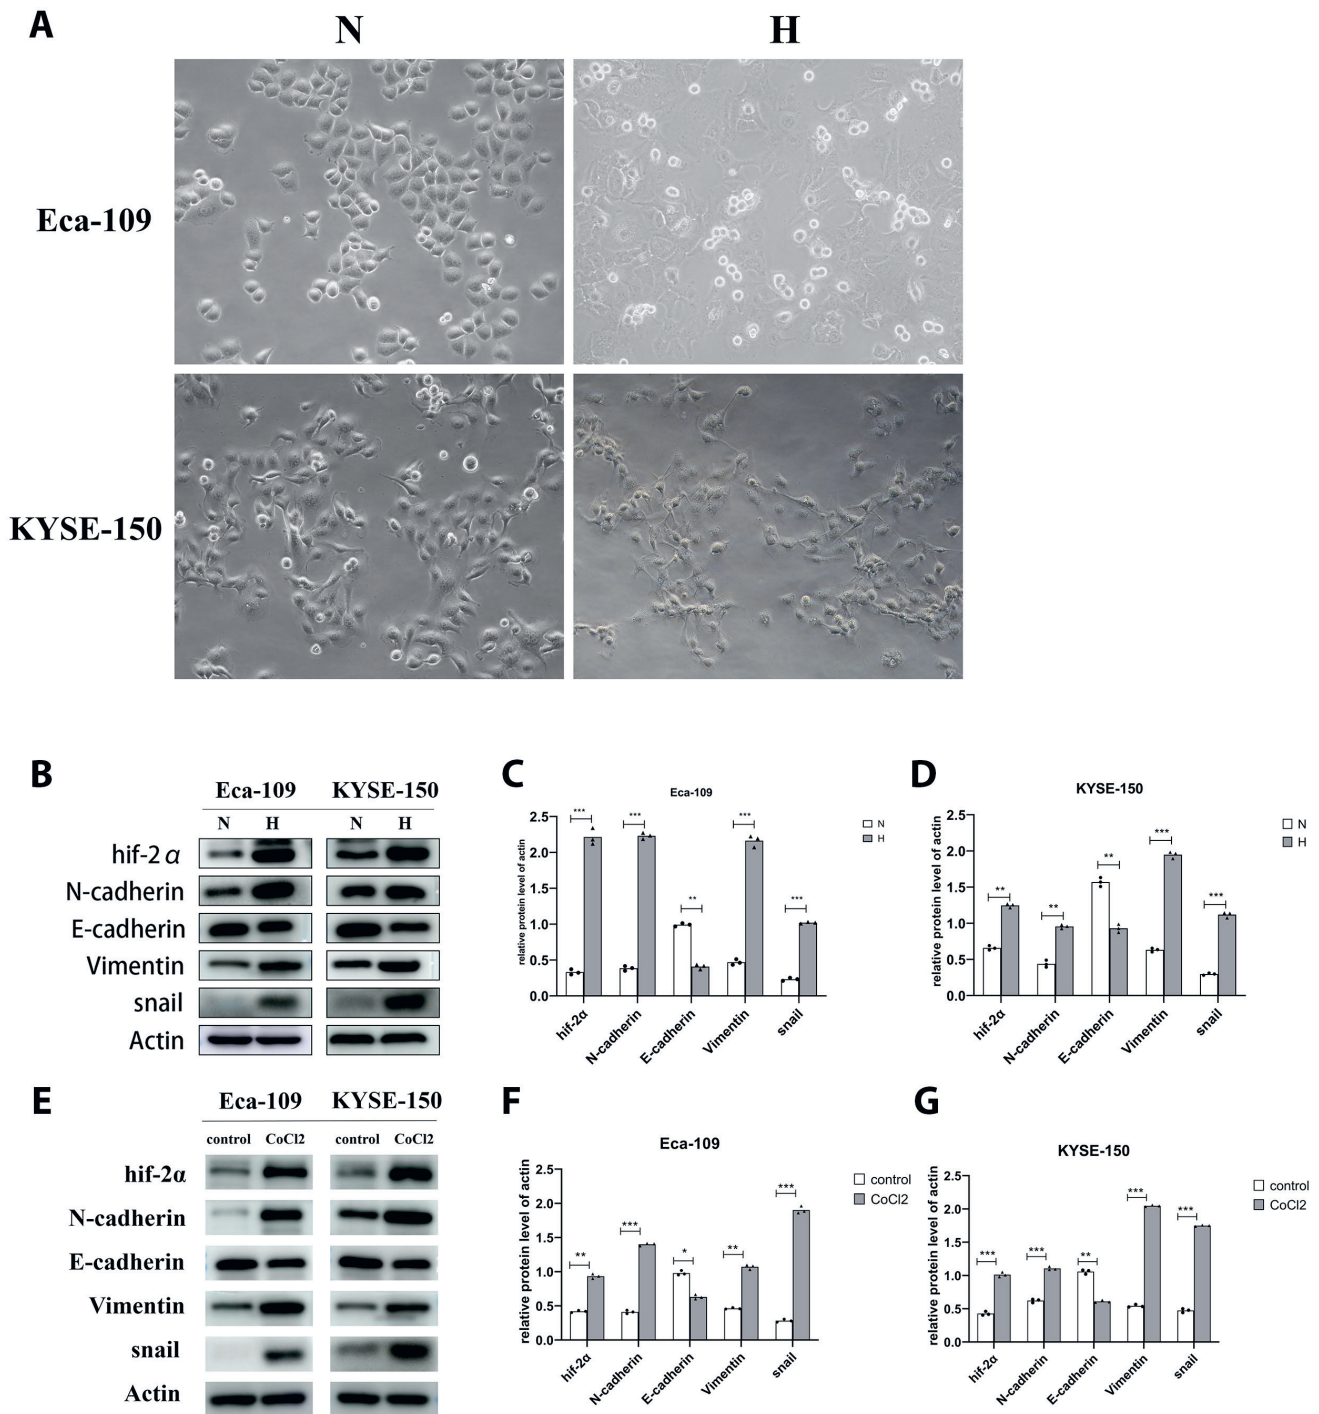 A
N
H
Eca-109
KYSE-150
B
Eca-109
KYSE-150
N
H
N
H
hif-2α
N-cadherin
E-cadherin
Vimentin
snail
Actin
C
Eca-109
relative protein level of actin
2.5
2.0
1.5
1.0
0.5
0.0
***
***
**
***
***
hif-2α
N-cadherin
E-cadherin
Vimentin
snail
N
H
D
KYSE-150
relative protein level of actin
2.5
2.0
1.5
1.0
0.5
0.0
**
**
**
***
***
hif-2α
N-cadherin
E-cadherin
Vimentin
snail
N
H
E
Eca-109
KYSE-150
control
CoCl2
control
CoCl2
hif-2α
N-cadherin
E-cadherin
Vimentin
snail
Actin
F
Eca-109
relative protein level of actin
2.5
2.0
1.5
1.0
0.5
0.0
**
***
*
**
***
hif-2α
N-cadherin
E-cadherin
Vimentin
snail
control
CoCl2
G
KYSE-150
relative protein level of actin
2.5
2.0
1.5
1.0
0.5
0.0
***
***
**
***
***
hif-2α
N-cadherin
E-cadherin
Vimentin
snail
control
CoCl2